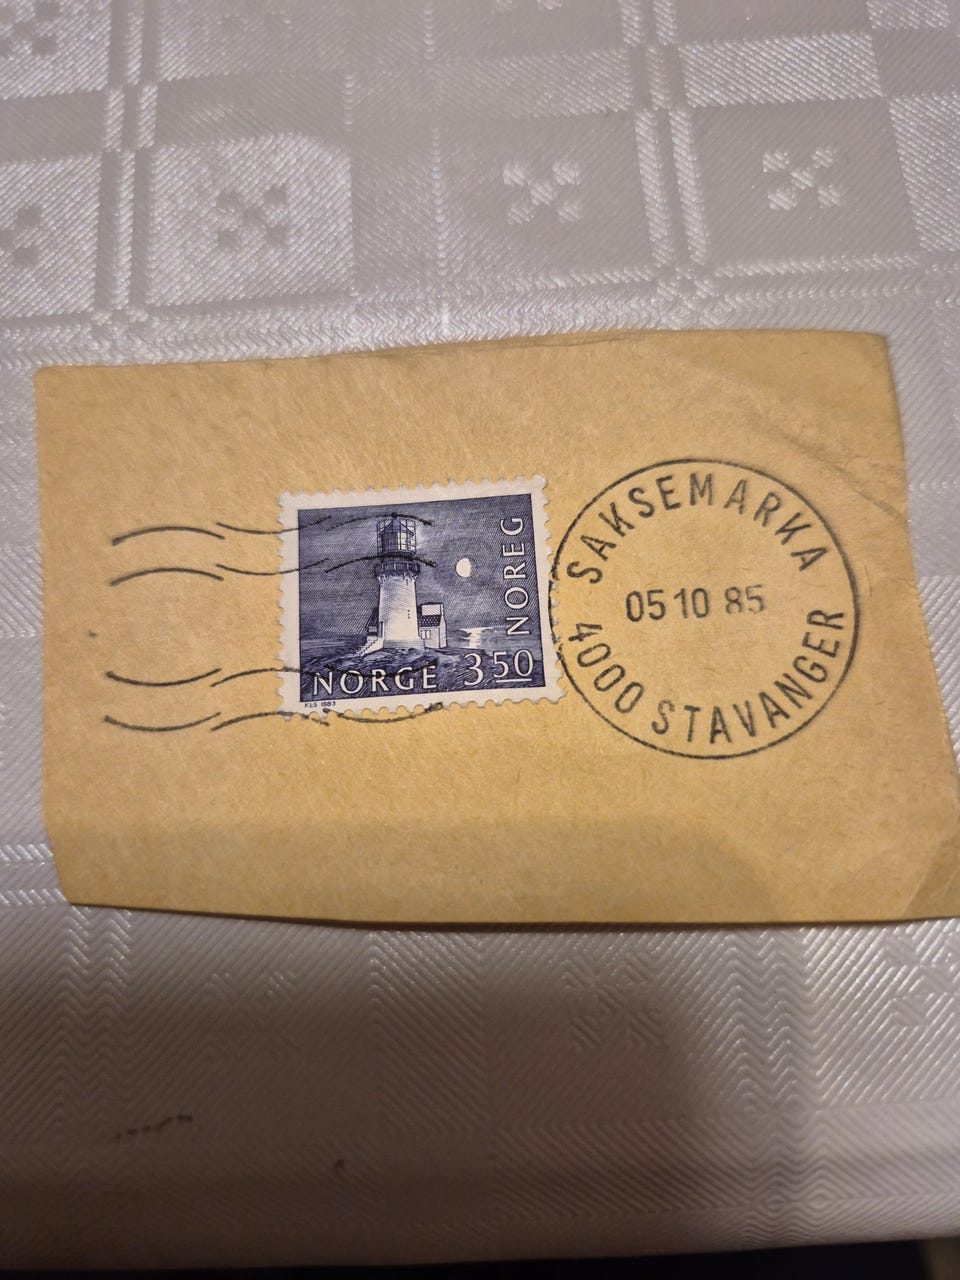 NOREG
NORGE 3 50
KLS 1983
SAKSEMARKA
05 10 85
4000 STAVANGER